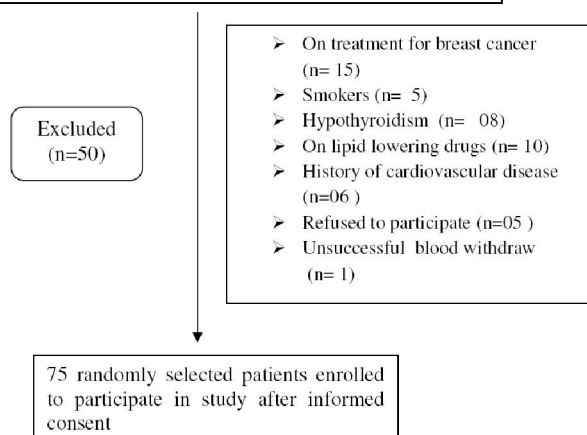 ➢ On treatment for breast cancer
(n= 15)
➢ Smokers (n= 5)
➢ Hypothyroidism (n= 08)
➢ On lipid lowering drugs (n= 10)
➢ History of cardiovascular disease
(n=06 )
➢ Refused to participate (n=05 )
➢ Unsuccessful blood withdraw
(n= 1)
Excluded
(n=50)
75 randomly selected patients enrolled
to participate in study after informed
consent